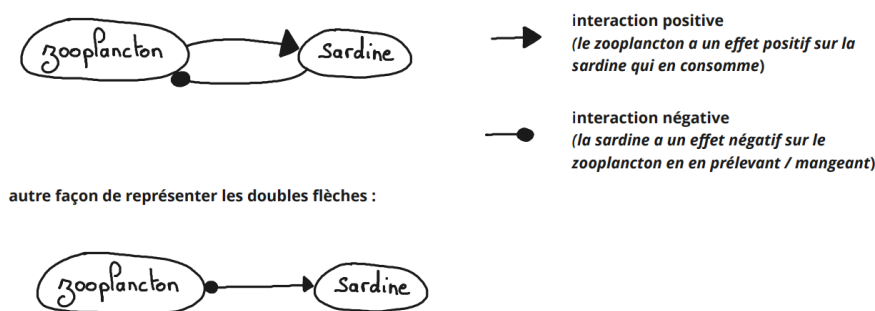 zooplancton
Sardine
interaction positive
(le zooplancton a un effet positif sur la
sardine qui en consomme)
interaction négative
(la sardine a un effet négatif sur le
zooplancton en en prélevant / mangeant)
autre façon de représenter les doubles flèches :
zooplancton
Sardine